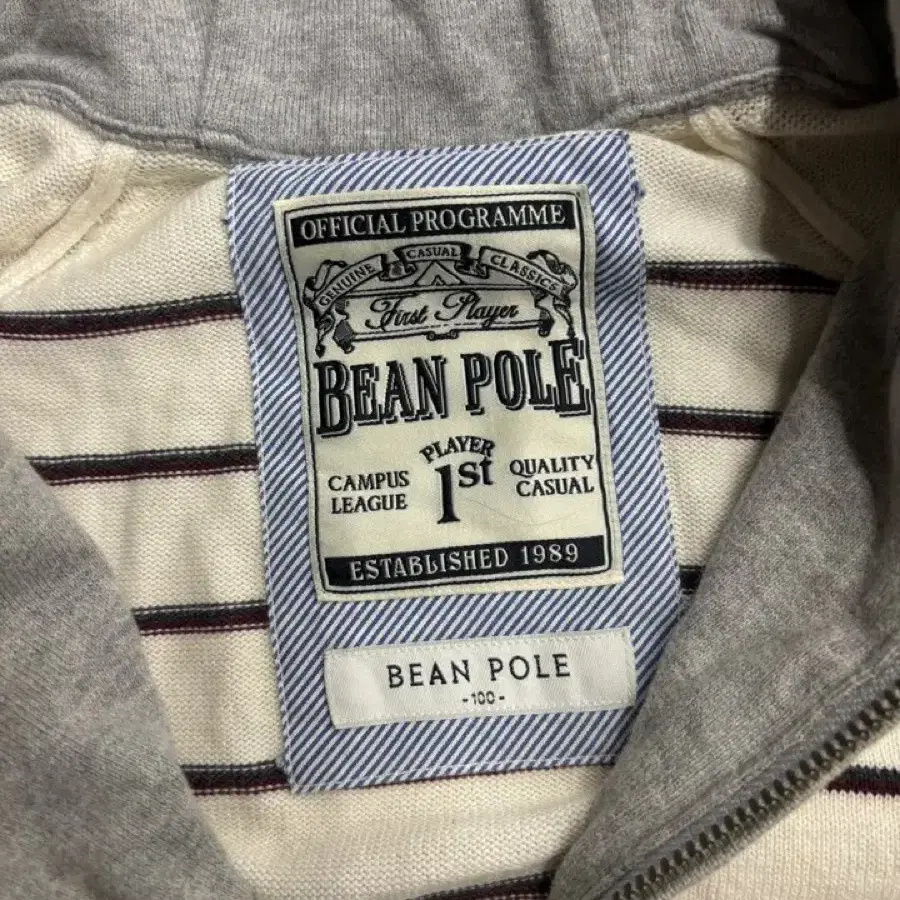 OFFICIAL PROGRAMME
GENUINE CASUAL CLASSICS
First Player
BEAN POLE
PLAYER
1st
CAMPUS
LEAGUE
QUALITY
CASUAL
ESTABLISHED 1989
BEAN POLE
-100-